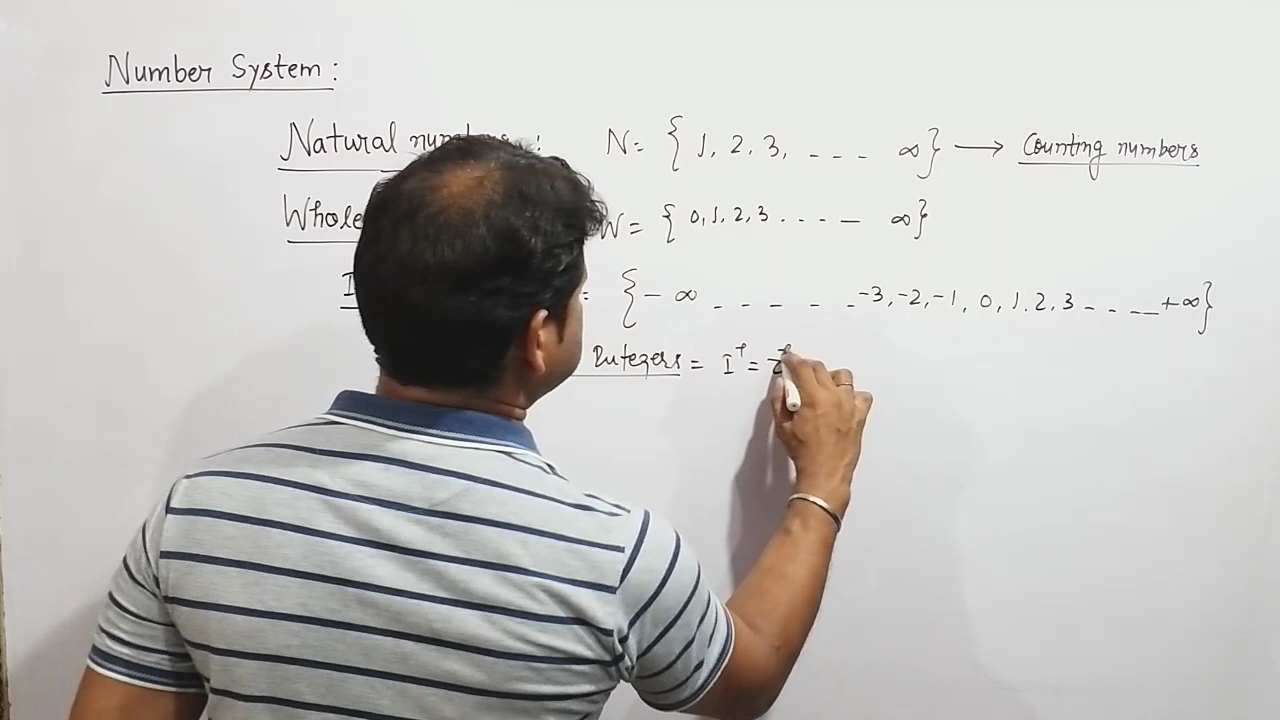 Number System :
Natural numbers : N = { 1, 2, 3, - - - ∞ } → Counting numbers
Whole W = { 0, 1, 2, 3 . - - - ∞ }
I = { - ∞ - - - - - -3, -2, -1, 0, 1, 2, 3 - - - +∞ }
Integers = I⁺ = Z⁺